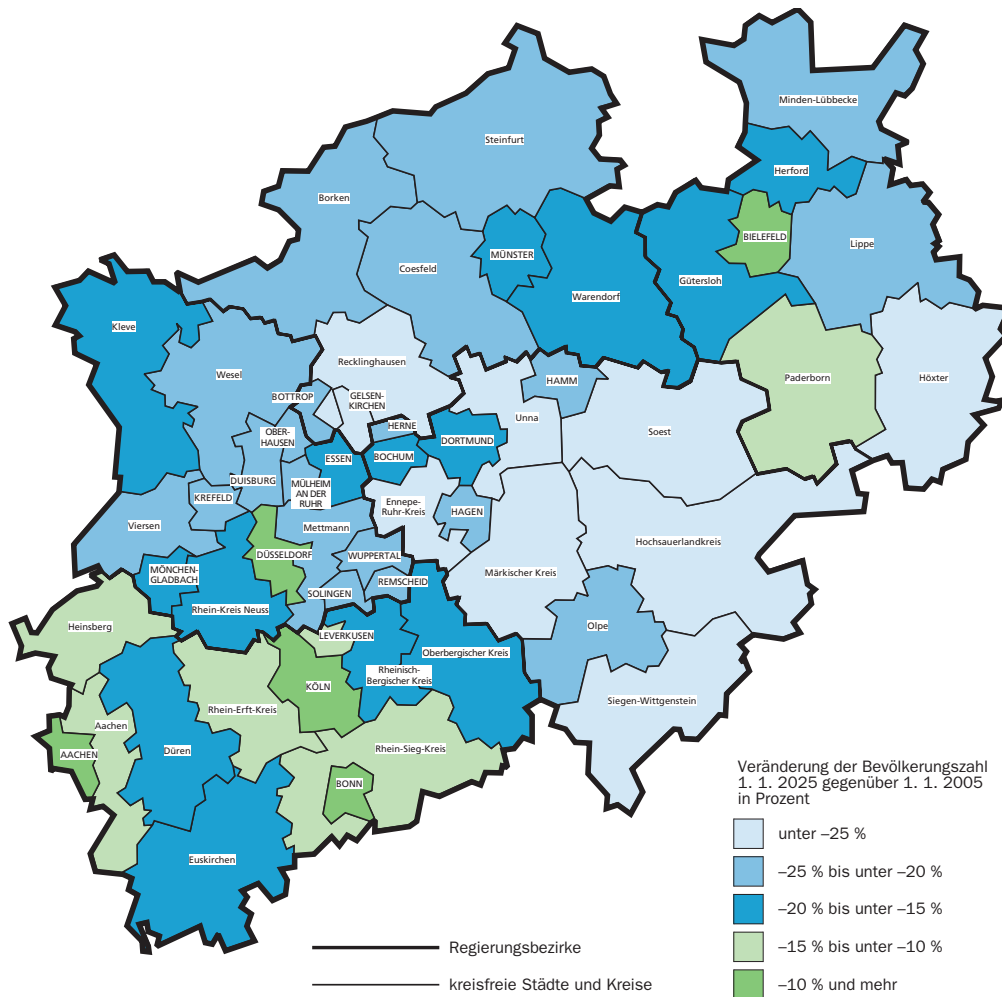 Minden-Lübbecke
Steinfurt
Herford
Borken
BIELEFELD
Lippe
MÜNSTER
Coesfeld
Gütersloh
Warendorf
Kleve
Recklinghausen
Wesel
HAMM
Paderborn
Höxter
BOTTROP
GELSEN-
KIRCHEN
Unna
HERNE
Soest
OBER-
HAUSEN
DORTMUND
ESSEN
BOCHUM
DUISBURG
MÜLHEIM
AN DER
RUHR
KREFELD
Ennepe-
Ruhr-Kreis
HAGEN
Viersen
Mettmann
Hochsauerlandkreis
DÜSSELDORF
WUPPERTAL
MÖNCHEN-
GLADBACH
Märkischer Kreis
REMSCHEID
SOLINGEN
Rhein-Kreis Neuss
Heinsberg
Olpe
LEVERKUSEN
Oberbergischer Kreis
Rheinisch-
Bergischer Kreis
KÖLN
Siegen-Wittgenstein
Rhein-Erft-Kreis
Aachen
Rhein-Sieg-Kreis
AACHEN
Düren
BONN
Euskirchen
Veränderung der Bevölkerungszahl
1. 1. 2025 gegenüber 1. 1. 2005
in Prozent
unter –25 %
–25 % bis unter –20 %
–20 % bis unter –15 %
–15 % bis unter –10 %
–10 % und mehr
Regierungsbezirke
kreisfreie Städte und Kreise